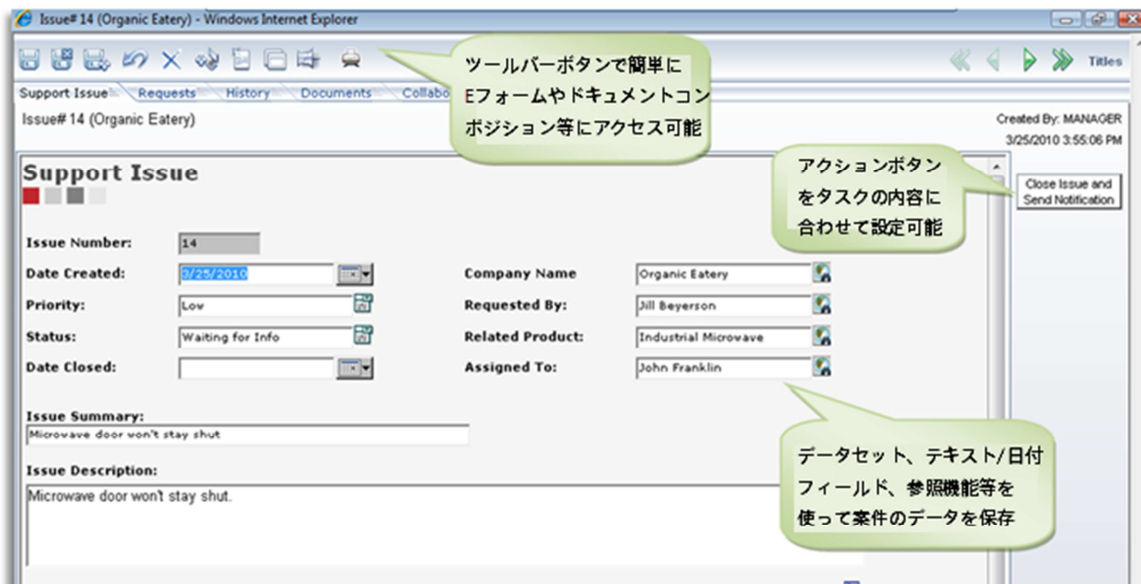 Issue# 14 (Organic Eatery) - Windows Internet Explorer
ツールバーボタンで簡単に
Eフォームやドキュメントコン
ポジション等にアクセス可能
Titles
Support Issue Requests History Documents
Issue# 14 (Organic Eatery)
Created By: MANAGER
3/25/2010 3:55:06 PM
Support Issue
アクションボタン
をタスクの内容に
合わせて設定可能
Close Issue and
Send Notification
Issue Number: 14
Date Created: 3/25/2010
Company Name Organic Eatery
Priority: Low
Requested By: Jill Beyerson
Status: Waiting for Info
Related Product: Industrial Microwave
Date Closed:
Assigned To: John Franklin
Issue Summary:
Microwave door won't stay shut
Issue Description:
Microwave door won't stay shut.
データセット、テキスト/日付
フィールド、参照機能等を
使って案件のデータを保存